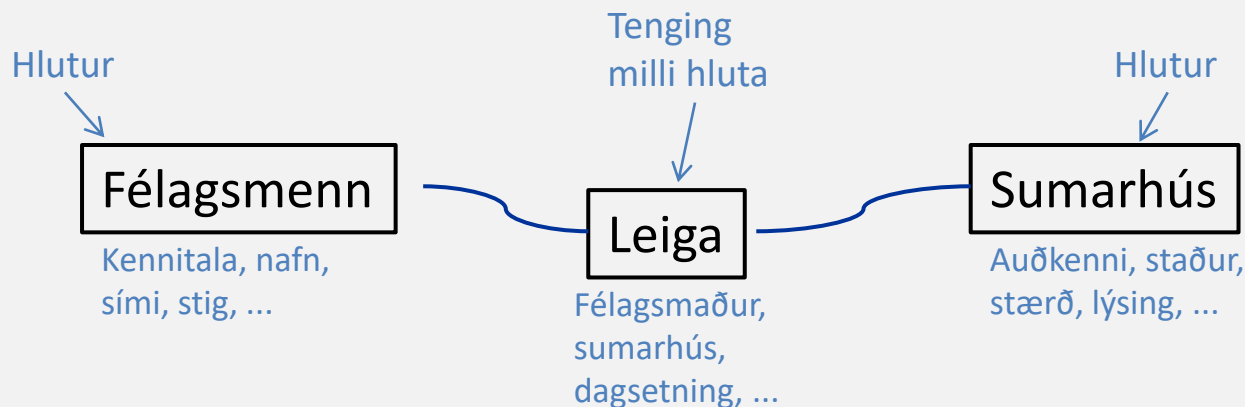 Hlutur
Tenging
milli hluta
Hlutur
Félagsmenn
Kennitala, nafn,
sími, stig, ...
Leiga
Félagsmaður,
sumarhús,
dagsetning, ...
Sumarhús
Auðkenni, staður,
stærð, lýsing, ...